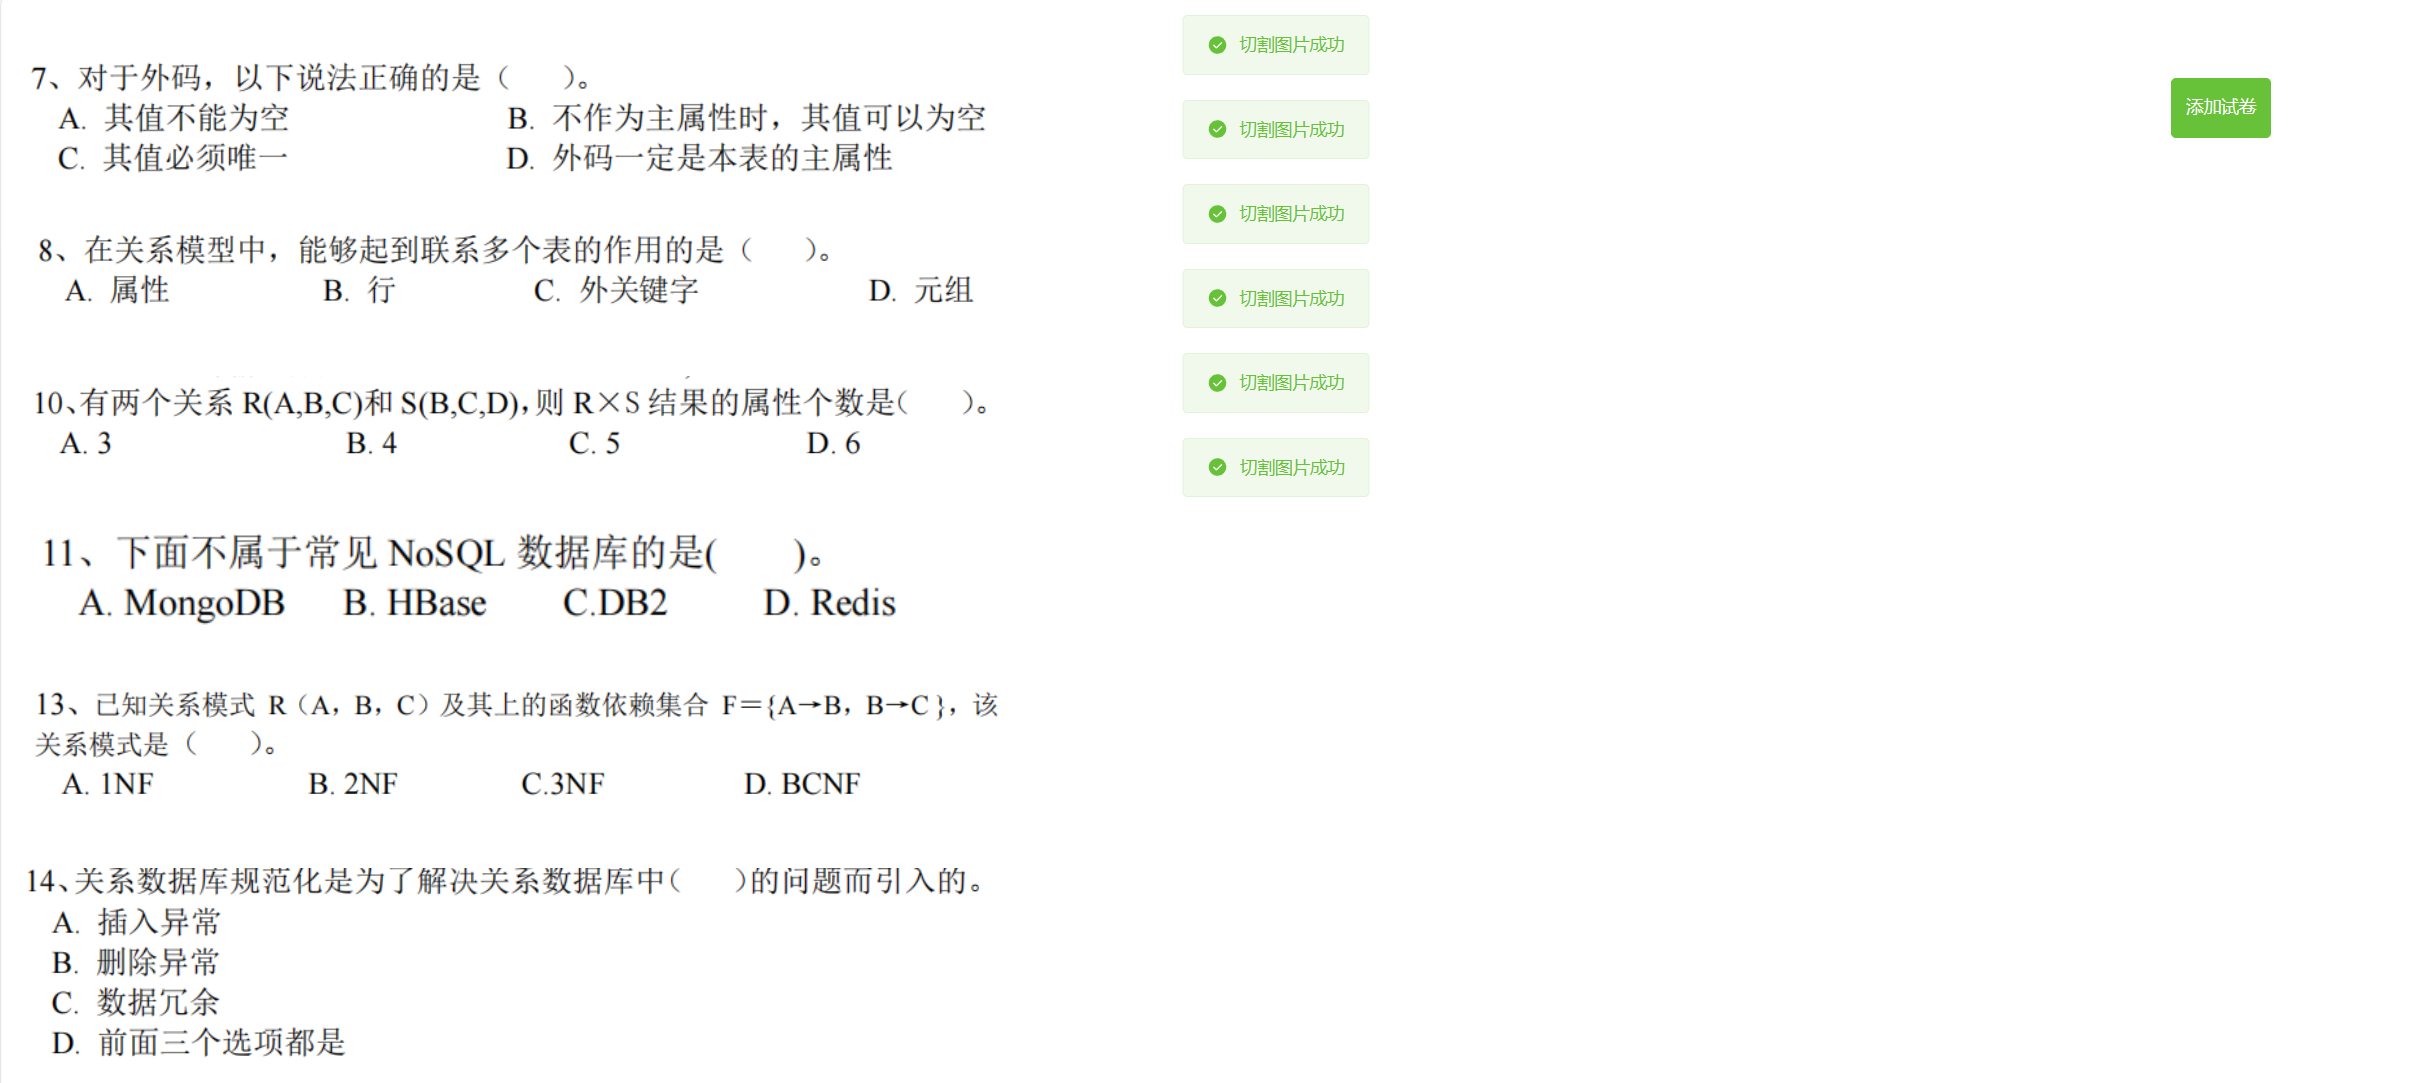 7、对于外码，以下说法正确的是（ ）。
A. 其值不能为空 B. 不作为主属性时，其值可以为空
C. 其值必须唯一 D. 外码一定是本表的主属性
8、在关系模型中，能够起到联系多个表的作用的是（ ）。
A. 属性 B. 行 C. 外关键字 D. 元组
10、有两个关系 R(A,B,C)和 S(B,C,D)，则 R×S 结果的属性个数是( )。
A. 3 B. 4 C. 5 D. 6
11、下面不属于常见 NoSQL 数据库的是( )。
A. MongoDB B. HBase C.DB2 D. Redis
13、已知关系模式 R（A，B，C）及其上的函数依赖集合 F＝{A→B，B→C }，该
关系模式是（ ）。
A. 1NF B. 2NF C.3NF D. BCNF
14、关系数据库规范化是为了解决关系数据库中( )的问题而引入的。
A. 插入异常
B. 删除异常
C. 数据冗余
D. 前面三个选项都是
切割图片成功
切割图片成功
切割图片成功
切割图片成功
切割图片成功
切割图片成功
添加试卷